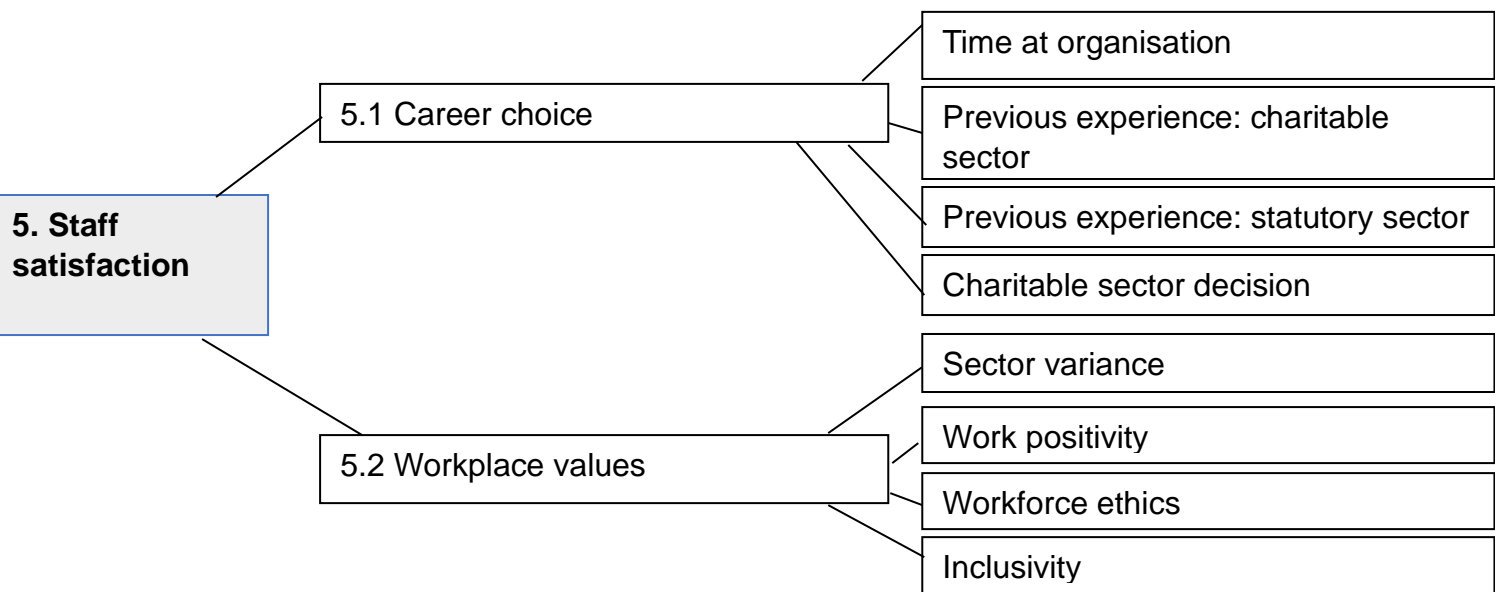 Time at organisation
5.1 Career choice
Previous experience: charitable
sector
5. Staff
satisfaction
Previous experience: statutory sector
Charitable sector decision
Sector variance
5.2 Workplace values
Work positivity
Workforce ethics
Inclusivity